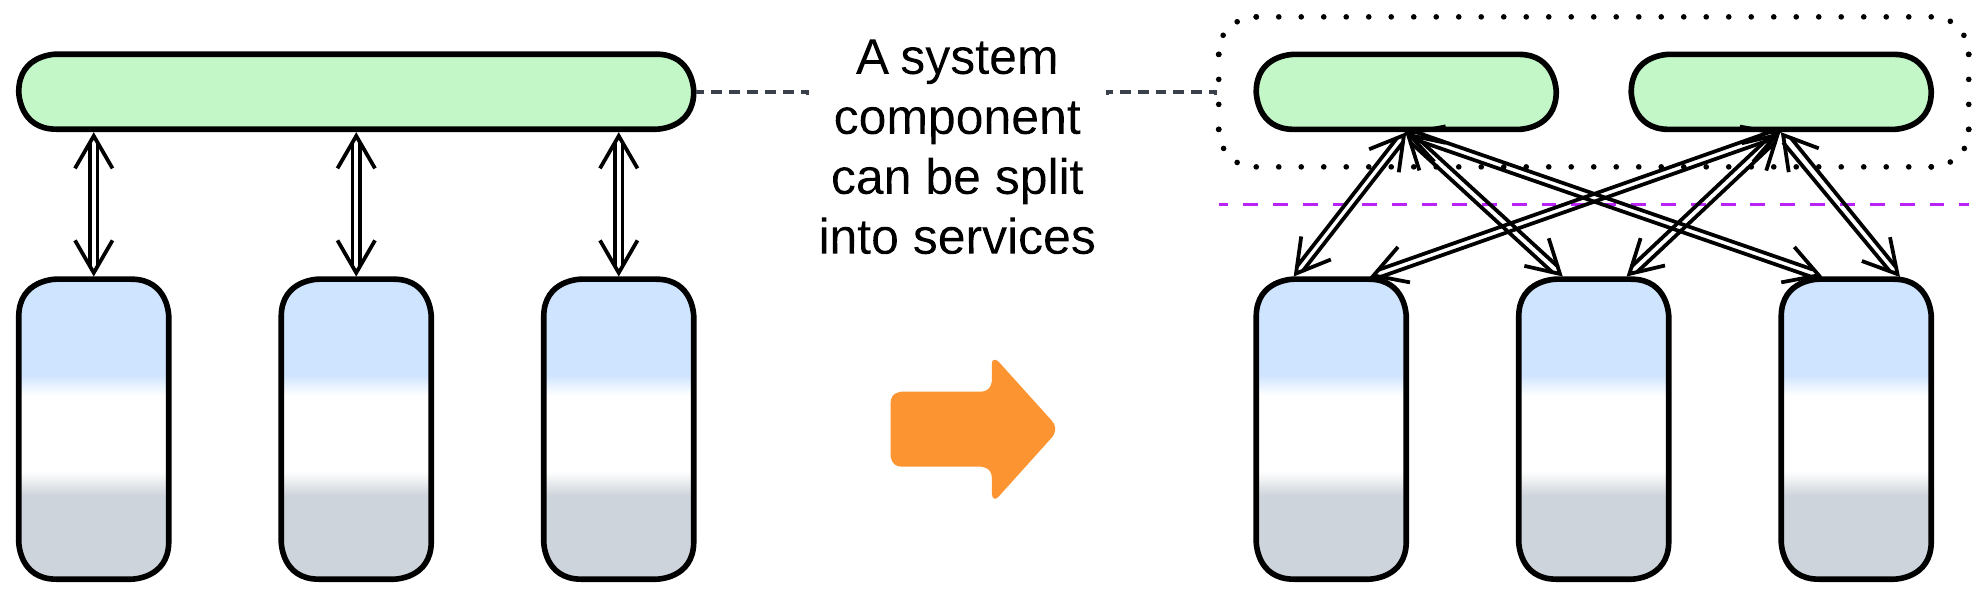 A system
component
can be split
into services